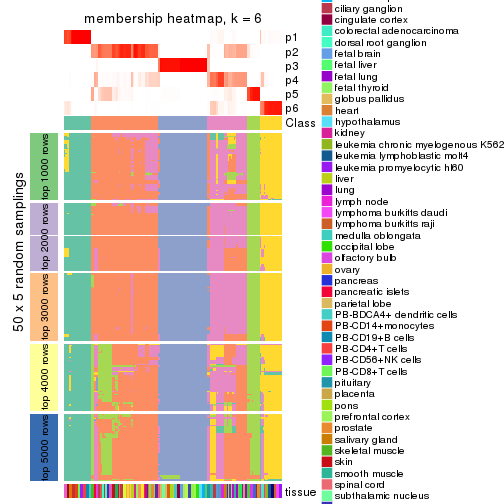 membership heatmap, k = 6
p1
p2
p3
p4
p5
p6
Class
50 x 5 random samplings
top 1000 rows
top 2000 rows
top 3000 rows
top 4000 rows
top 5000 rows
tissue
ciliary ganglion
cingulate cortex
colorectal adenocarcinoma
dorsal root ganglion
fetal brain
fetal liver
fetal lung
fetal thyroid
globus pallidus
heart
hypothalamus
kidney
leukemia chronic myelogenous K562
leukemia lymphoblastic molt4
leukemia promyelocytic hl60
liver
lung
lymph node
lymphoma burkitts daudi
lymphoma burkitts raji
medulla oblongata
occipital lobe
olfactory bulb
ovary
pancreas
pancreatic islets
parietal lobe
PB-BDCA4+ dendritic cells
PB-CD14+monocytes
PB-CD19+B cells
PB-CD4+T cells
PB-CD56+NK cells
PB-CD8+T cells
pituitary
placenta
pons
prefrontal cortex
prostate
salivary gland
skeletal muscle
skin
smooth muscle
spinal cord
subthalamic nucleus